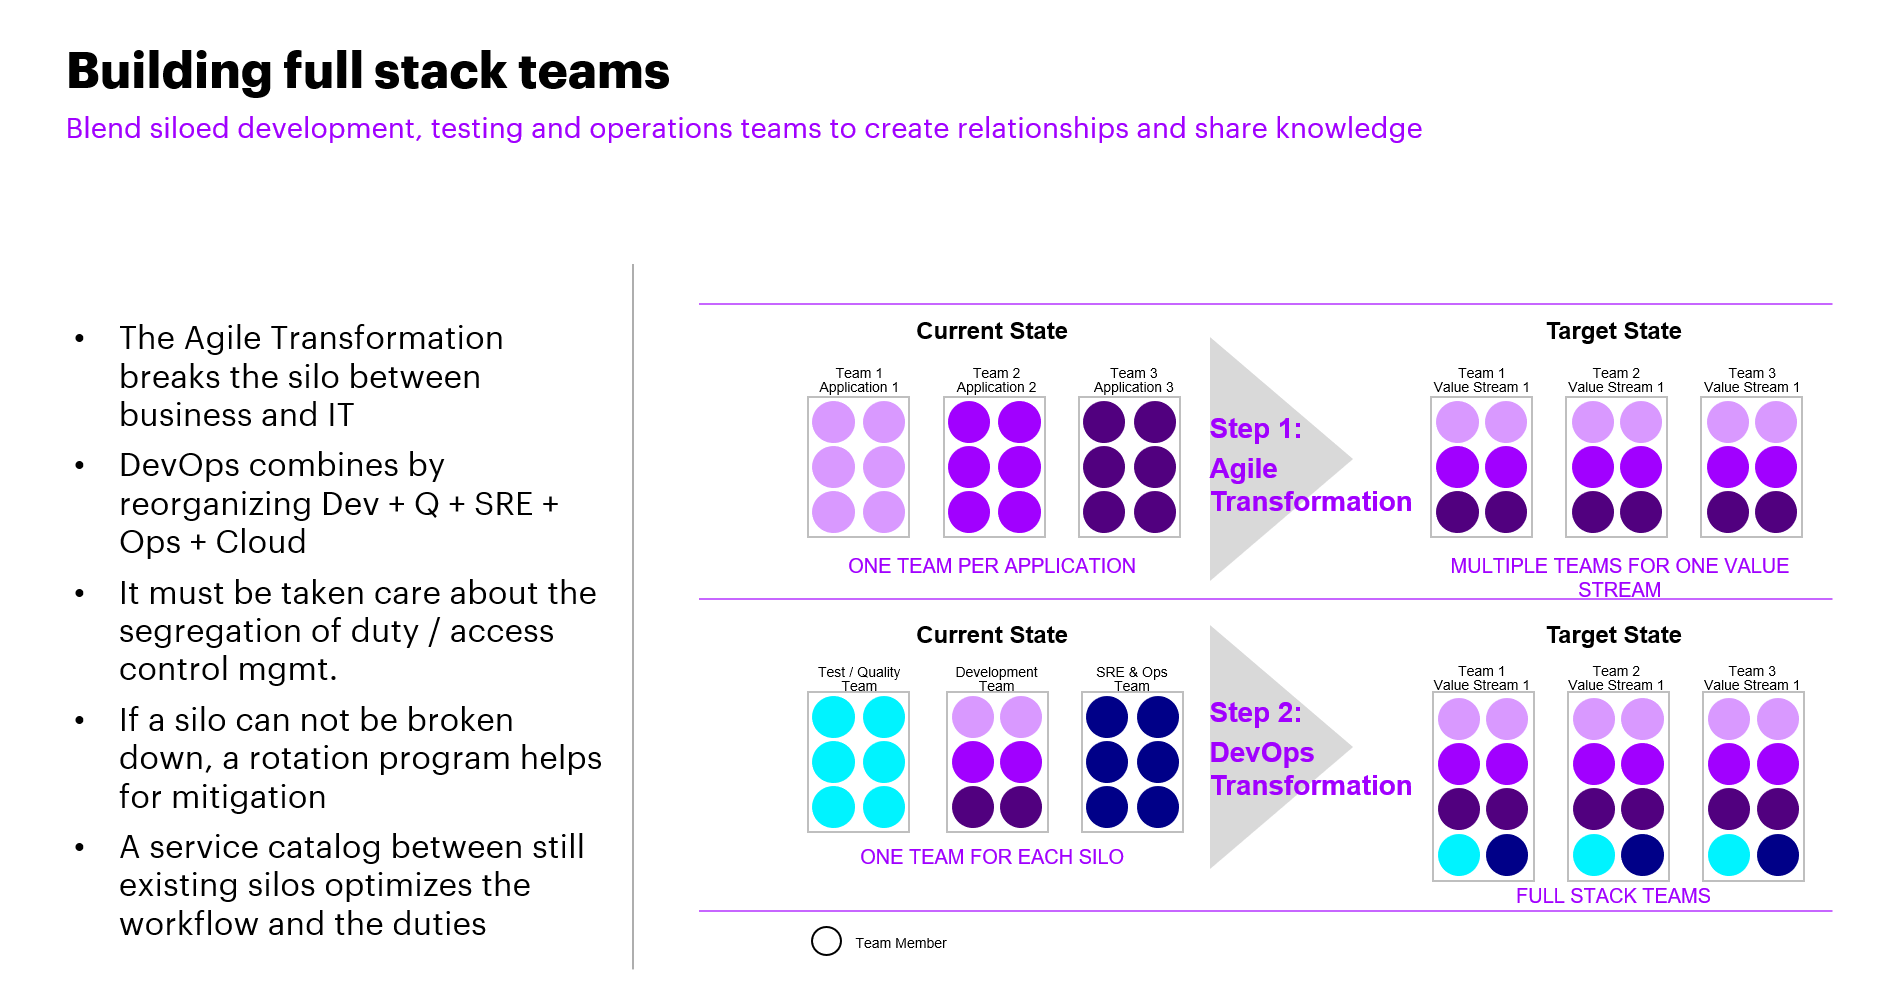 Building full stack teams
Blend siloed development, testing and operations teams to create relationships and share knowledge
• The Agile Transformation
breaks the silo between
business and IT
• DevOps combines by
reorganizing Dev + Q + SRE +
Ops + Cloud
• It must be taken care about the
segregation of duty / access
control mgmt.
• If a silo can not be broken
down, a rotation program helps
for mitigation
• A service catalog between still
existing silos optimizes the
workflow and the duties
Current State
Team 1
Application 1
Team 2
Application 2
Team 3
Application 3
ONE TEAM PER APPLICATION
Step 1:
Agile
Transformation
Target State
Team 1
Value Stream 1
Team 2
Value Stream 1
Team 3
Value Stream 1
MULTIPLE TEAMS FOR ONE VALUE
STREAM
Current State
Test / Quality
Team
Development
Team
SRE & Ops
Team
ONE TEAM FOR EACH SILO
Step 2:
DevOps
Transformation
Target State
Team 1
Value Stream 1
Team 2
Value Stream 1
Team 3
Value Stream 1
FULL STACK TEAMS
Team Member